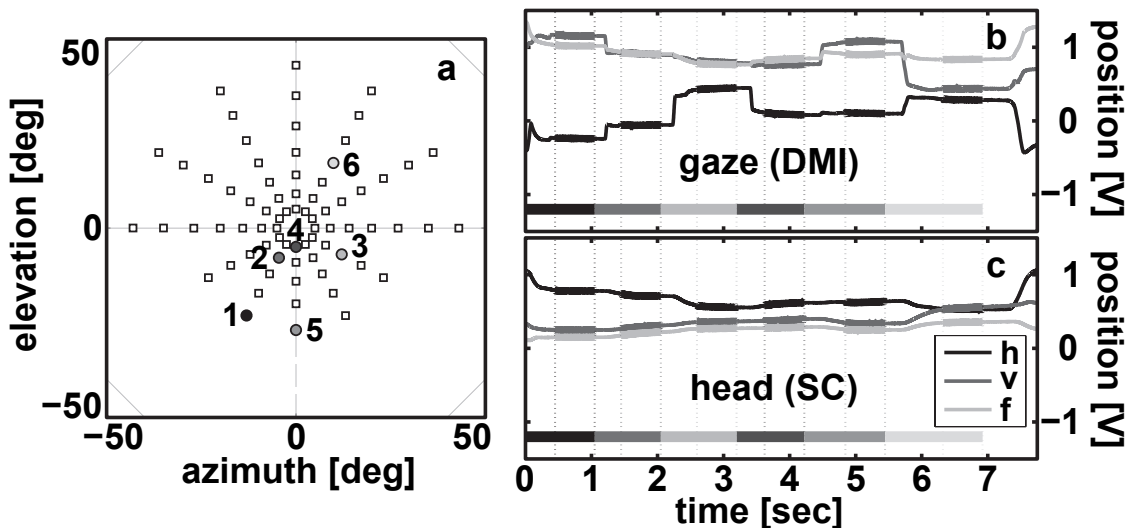 50
a
elevation [deg]
6
0
4
3
2
1
5
−50
−50
0
50
azimuth [deg]
b
1
0
−1
position [V]
gaze (DMI)
c
1
0
−1
position [V]
head (SC)
h
v
f
0 1 2 3 4 5 6 7
time [sec]